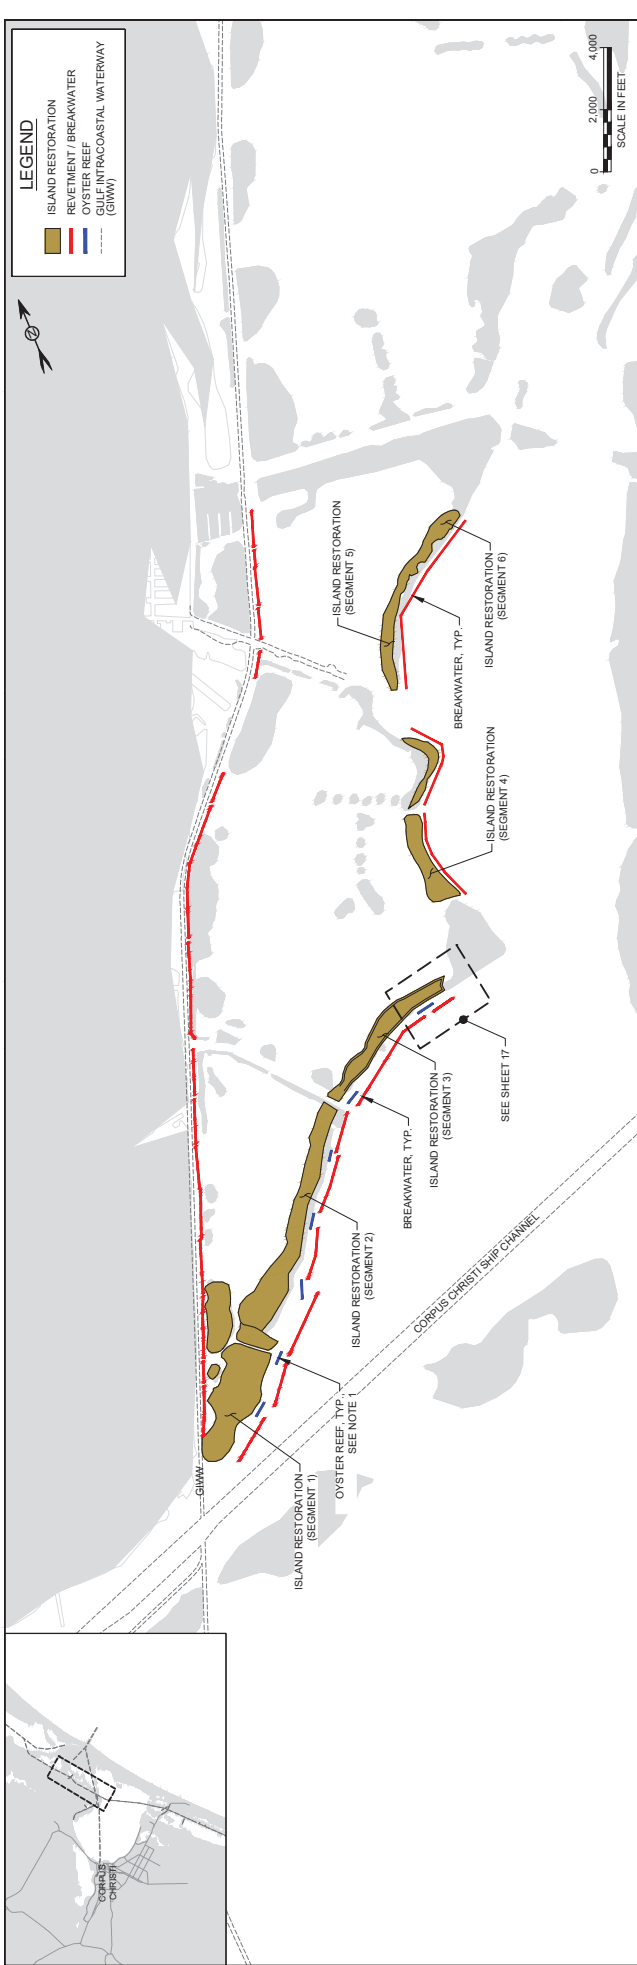 LEGEND
ISLAND RESTORATION
REVETMENT / BREAKWATER
OYSTER REEF
GULF INTRACOASTAL WATERWAY
(GIWW)
N
0
2,000
4,000
SCALE IN FEET
CORPUS
CHRISTI
GIWW
ISLAND RESTORATION
(SEGMENT 1)
OYSTER REEF, TYP.
SEE NOTE 1
ISLAND RESTORATION
(SEGMENT 2)
CORPUS CHRISTI SHIP CHANNEL
BREAKWATER, TYP.
ISLAND RESTORATION
(SEGMENT 3)
SEE SHEET 17
ISLAND RESTORATION
(SEGMENT 4)
BREAKWATER, TYP.
ISLAND RESTORATION
(SEGMENT 5)
ISLAND RESTORATION
(SEGMENT 6)